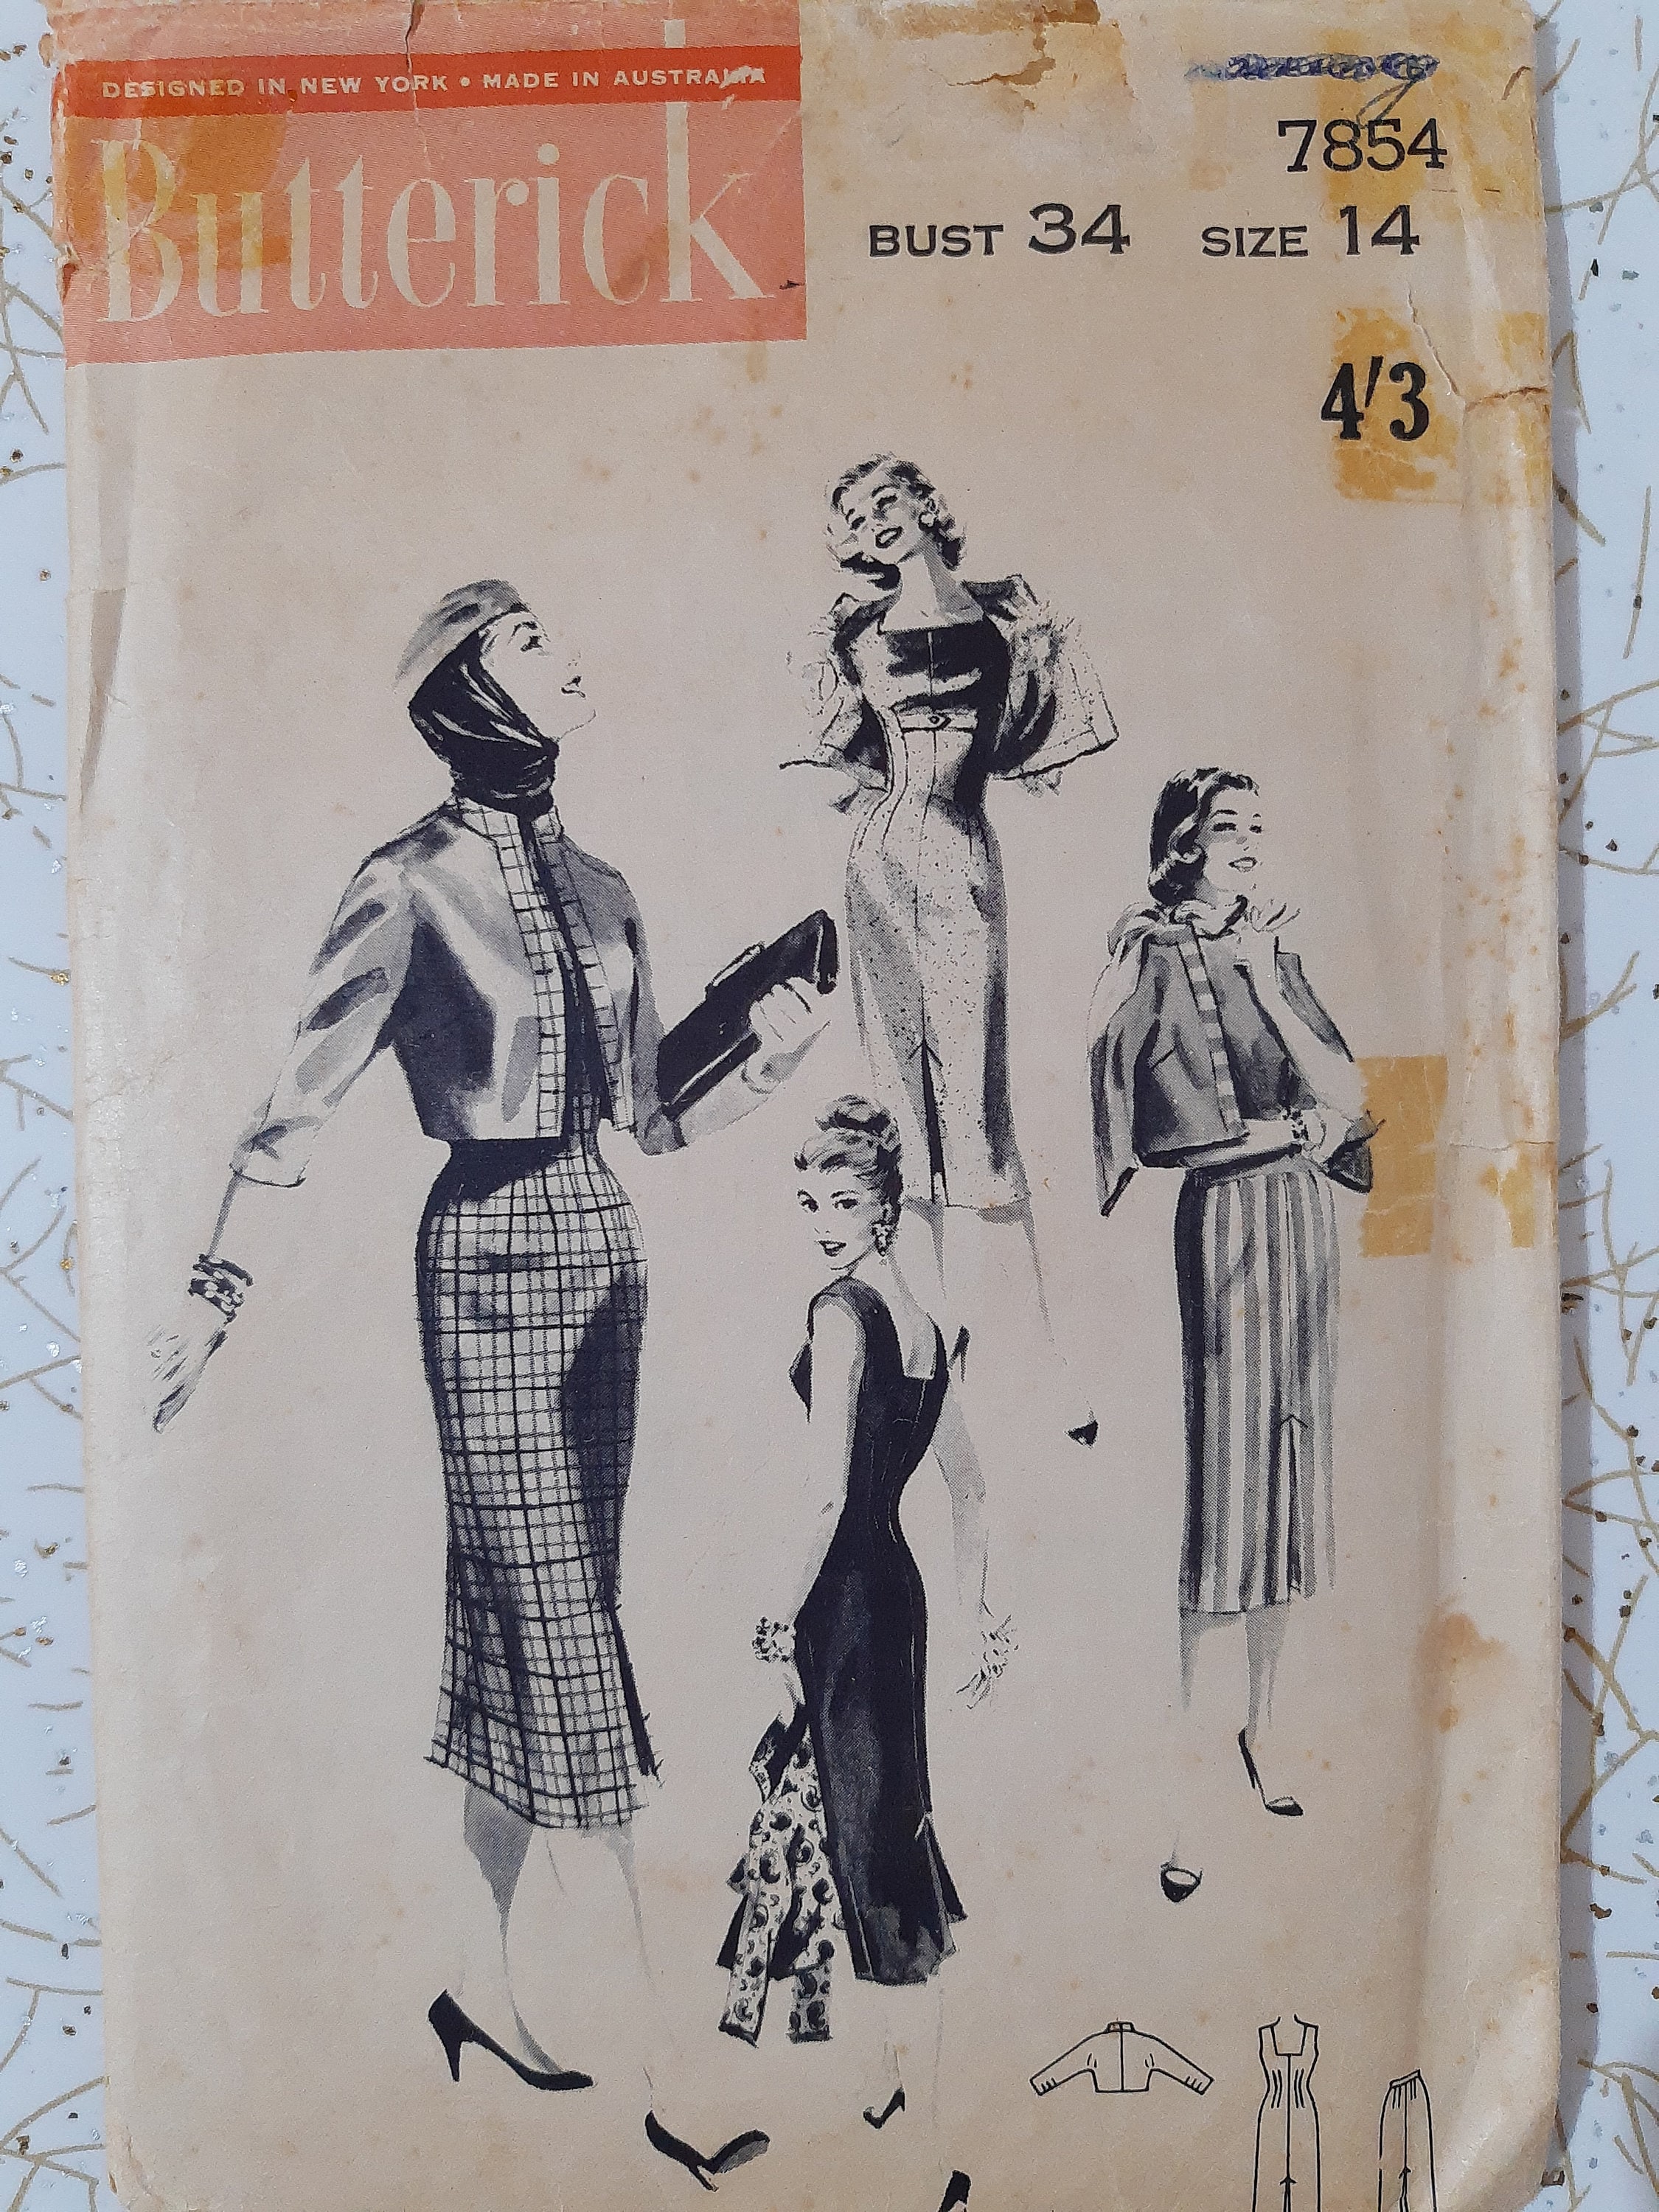 DESIGNED IN NEW YORK • MADE IN AUSTRALIA
Butterick
7854
BUST 34 SIZE 14
4'3